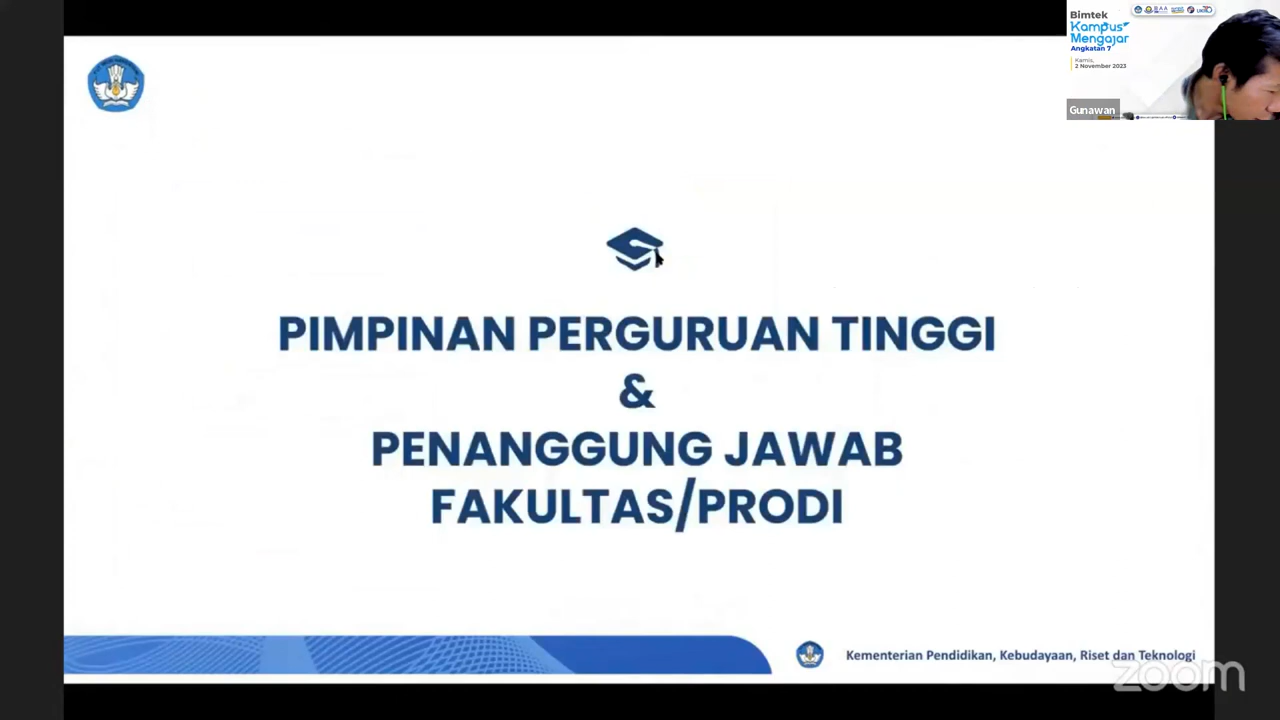 Bimtek
Kampus
Mengajar
Angkatan 7
Kamis,
2 November 2023
Gunawan
PIMPINAN PERGURUAN TINGGI
&
PENANGGUNG JAWAB
FAKULTAS/PRODI
Kementerian Pendidikan, Kebudayaan, Riset dan Teknologi
zoom